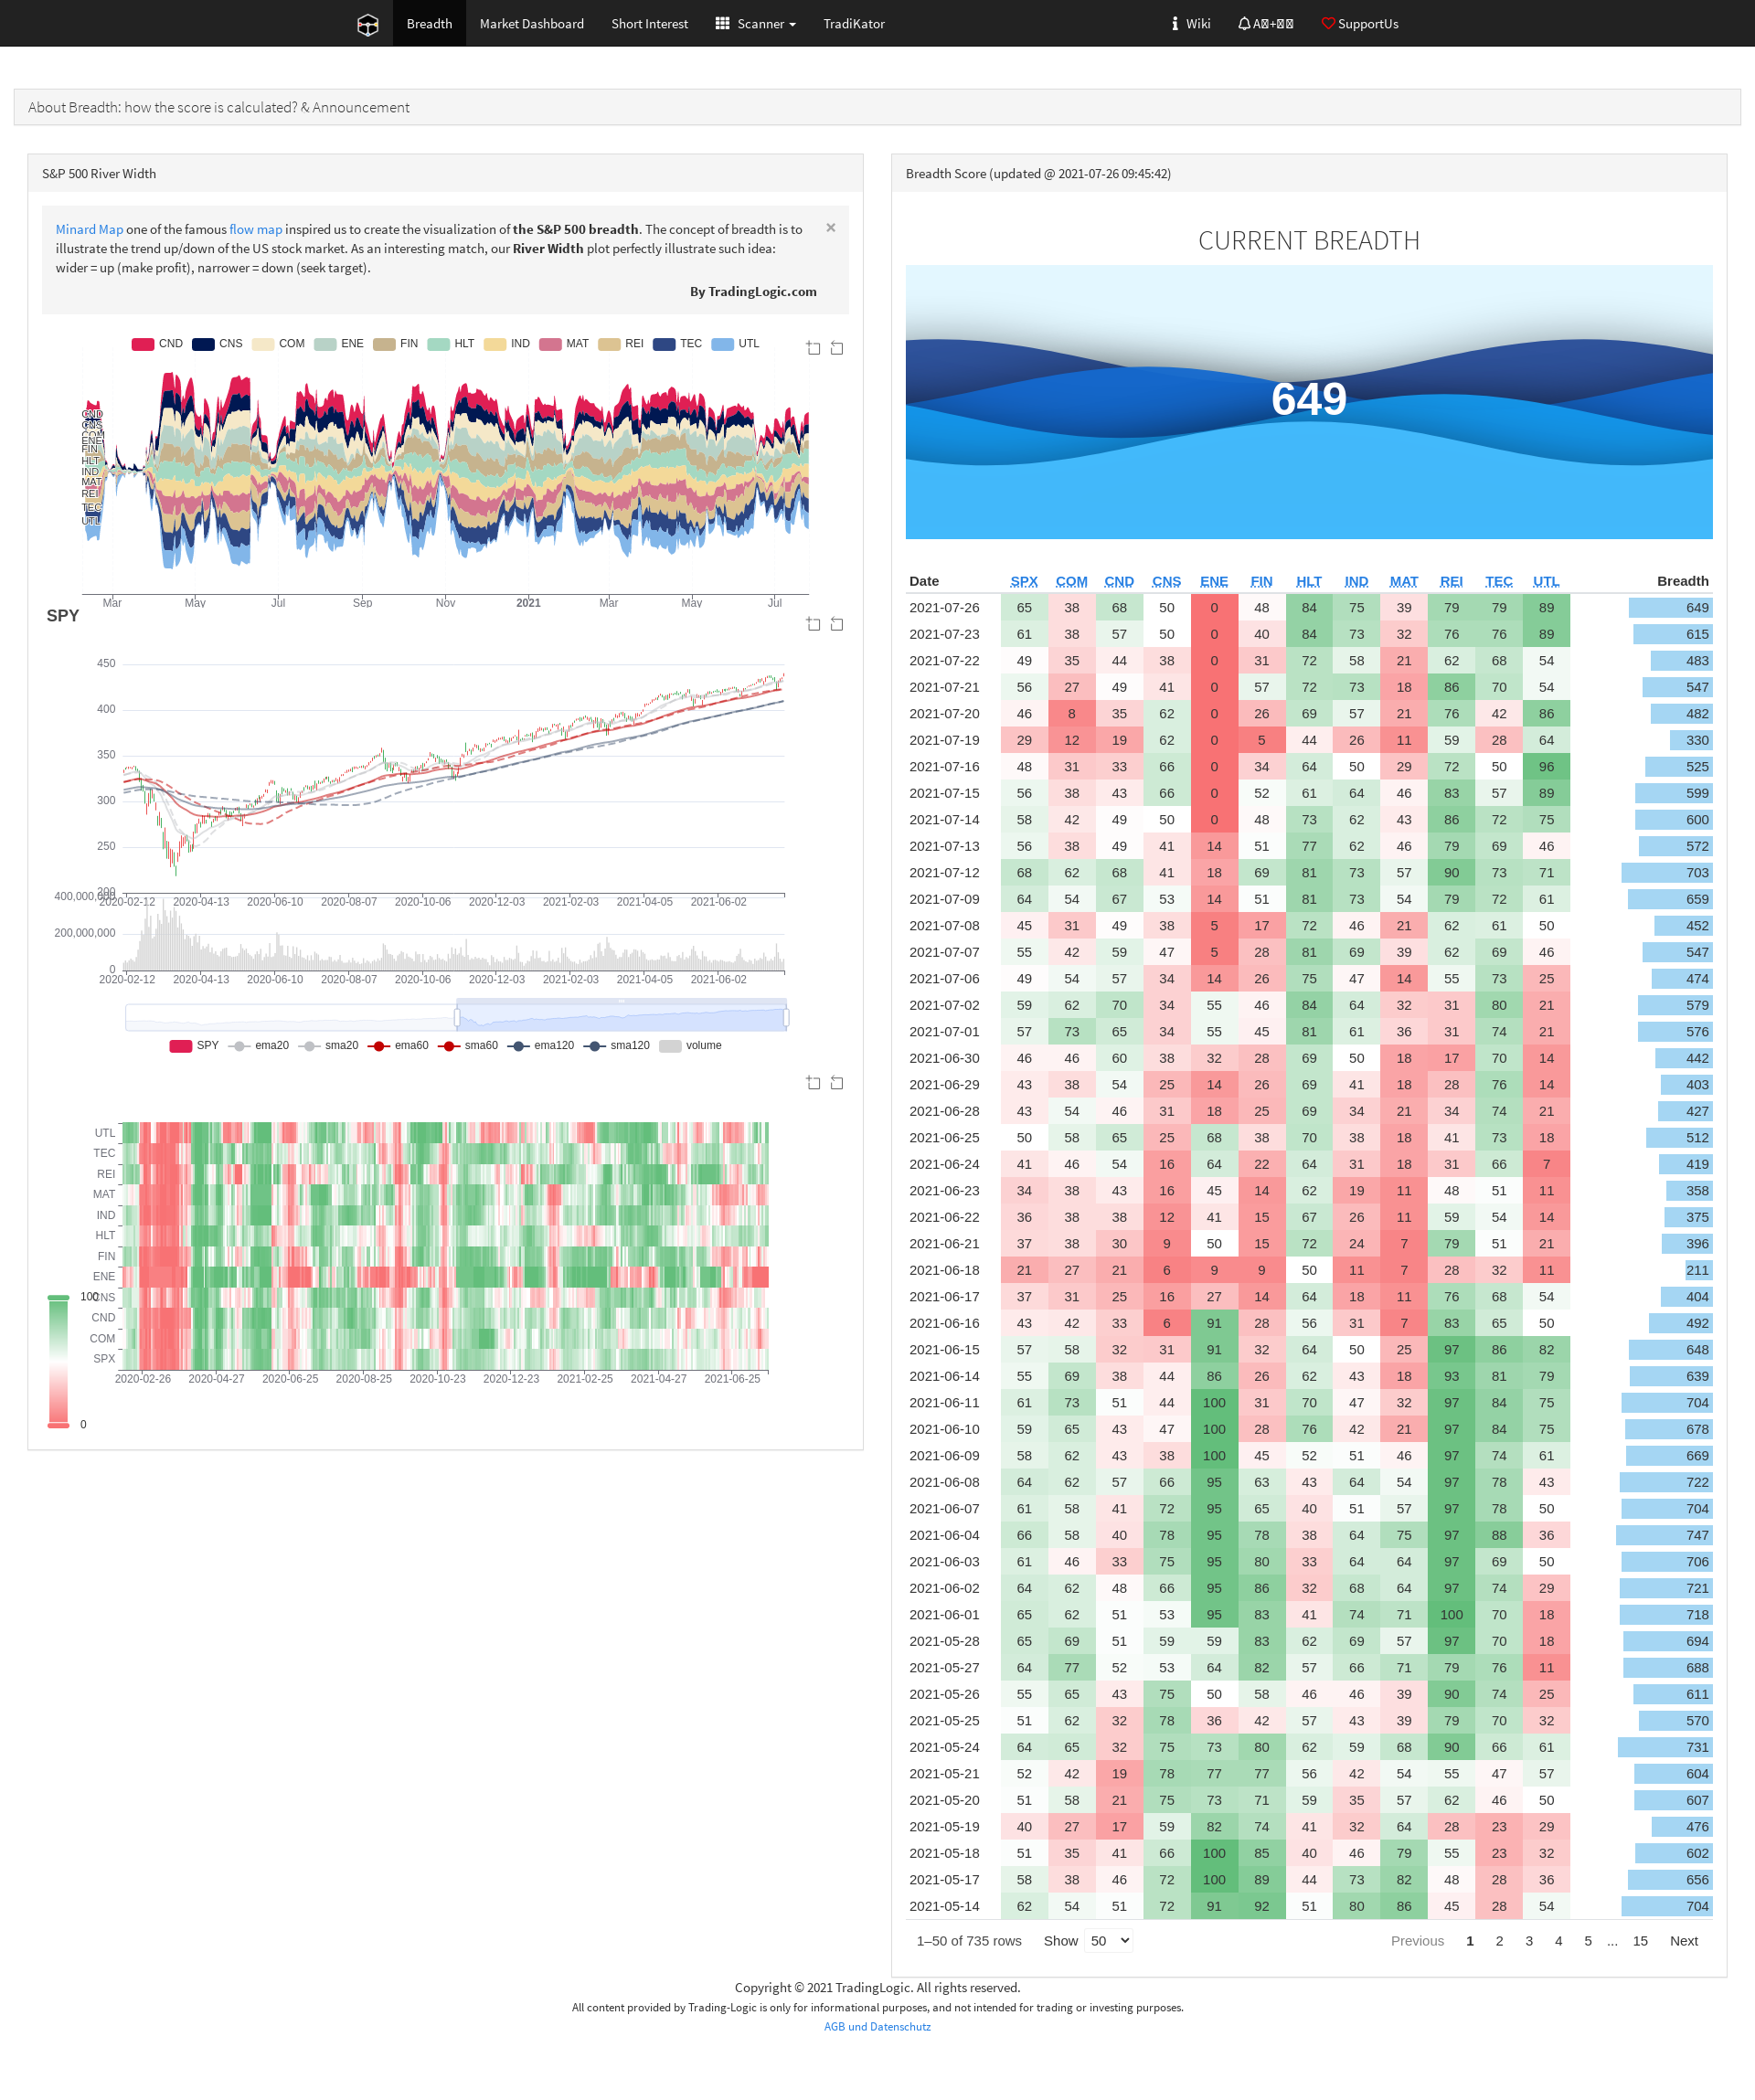 Breadth Market Dashboard Short Interest Scanner TradiKator Wiki SupportUs
About Breadth: how the score is calculated? & Announcement
S&P 500 River Width
Minard Map one of the famous flow map inspired us to create the visualization of the S&P 500 breadth. The concept of breadth is to
illustrate the trend up/down of the US stock market. As an interesting match, our River Width plot perfectly illustrate such idea:
wider = up (make profit), narrower = down (seek target).
By TradingLogic.com
×
CND CNS COM ENE FIN HLT IND MAT REI TEC UTL
CND
CNS
COM
ENE
FIN
HLT
IND
MAT
REI
TEC
UTL
Mar May Jul Sep Nov 2021 Mar May Jul
SPY
450
400
350
300
250
200
2020-02-12 2020-04-13 2020-06-10 2020-08-07 2020-10-06 2020-12-03 2021-02-03 2021-04-05 2021-06-02
400,000,000
200,000,000
0
2020-02-12 2020-04-13 2020-06-10 2020-08-07 2020-10-06 2020-12-03 2021-02-03 2021-04-05 2021-06-02
SPY ema20 sma20 ema60 sma60 ema120 sma120 volume
UTL
TEC
REI
MAT
IND
HLT
FIN
ENE
CNS
CND
COM
SPX
2020-02-26 2020-04-27 2020-06-25 2020-08-25 2020-10-23 2020-12-23 2021-02-25 2021-04-27 2021-06-25
100
0
Breadth Score (updated @ 2021-07-26 09:45:42)
CURRENT BREADTH
649
Date SPX COM CND CNS ENE FIN HLT IND MAT REI TEC UTL Breadth
2021-07-26 65 38 68 50 0 48 84 75 39 79 79 89 649
2021-07-23 61 38 57 50 0 40 84 73 32 76 76 89 615
2021-07-22 49 35 44 38 0 31 72 58 21 62 68 54 483
2021-07-21 56 27 49 41 0 57 72 73 18 86 70 54 547
2021-07-20 46 8 35 62 0 26 69 57 21 76 42 86 482
2021-07-19 29 12 19 62 0 5 44 26 11 59 28 64 330
2021-07-16 48 31 33 66 0 34 64 50 29 72 50 96 525
2021-07-15 56 38 43 66 0 52 61 64 46 83 57 89 599
2021-07-14 58 42 49 50 0 48 73 62 43 86 72 75 600
2021-07-13 56 38 49 41 14 51 77 62 46 79 69 46 572
2021-07-12 68 62 68 41 18 69 81 73 57 90 73 71 703
2021-07-09 64 54 67 53 14 51 81 73 54 79 72 61 659
2021-07-08 45 31 49 38 5 17 72 46 21 62 61 50 452
2021-07-07 55 42 59 47 5 28 81 69 39 62 69 46 547
2021-07-06 49 54 57 34 14 26 75 47 14 55 73 25 474
2021-07-02 59 62 70 34 55 46 84 64 32 31 80 21 579
2021-07-01 57 73 65 34 55 45 81 61 36 31 74 21 576
2021-06-30 46 46 60 38 32 28 69 50 18 17 70 14 442
2021-06-29 43 38 54 25 14 26 69 41 18 28 76 14 403
2021-06-28 43 54 46 31 18 25 69 34 21 34 74 21 427
2021-06-25 50 58 65 25 68 38 70 38 18 41 73 18 512
2021-06-24 41 46 54 16 64 22 64 31 18 31 66 7 419
2021-06-23 34 38 43 16 45 14 62 19 11 48 51 11 358
2021-06-22 36 38 38 12 41 15 67 26 11 59 54 14 375
2021-06-21 37 38 30 9 50 15 72 24 7 79 51 21 396
2021-06-18 21 27 21 6 9 9 50 11 7 28 32 11 211
2021-06-17 37 31 25 16 27 14 64 18 11 76 68 54 404
2021-06-16 43 42 33 6 91 28 56 31 7 83 65 50 492
2021-06-15 57 58 32 31 91 32 64 50 25 97 86 82 648
2021-06-14 55 69 38 44 86 26 62 43 18 93 81 79 639
2021-06-11 61 73 51 44 100 31 70 47 32 97 84 75 704
2021-06-10 59 65 43 47 100 28 76 42 21 97 84 75 678
2021-06-09 58 62 43 38 100 45 52 51 46 97 74 61 669
2021-06-08 64 62 57 66 95 63 43 64 54 97 78 43 722
2021-06-07 61 58 41 72 95 65 40 51 57 97 78 50 704
2021-06-04 66 58 40 78 95 78 38 64 75 97 88 36 747
2021-06-03 61 46 33 75 95 80 33 64 64 97 69 50 706
2021-06-02 64 62 48 66 95 86 32 68 64 97 74 29 721
2021-06-01 65 62 51 53 95 83 41 74 71 100 70 18 718
2021-05-28 65 69 51 59 59 83 62 69 57 97 70 18 694
2021-05-27 64 77 52 53 64 82 57 66 71 79 76 11 688
2021-05-26 55 65 43 75 50 58 46 46 39 90 74 25 611
2021-05-25 51 62 32 78 36 42 57 43 39 79 70 32 570
2021-05-24 64 65 32 75 73 80 62 59 68 90 66 61 731
2021-05-21 52 42 19 78 77 77 56 42 54 55 47 57 604
2021-05-20 51 58 21 75 73 71 59 35 57 62 46 50 607
2021-05-19 40 27 17 59 82 74 41 32 64 28 23 29 476
2021-05-18 51 35 41 66 100 85 40 46 79 55 23 32 602
2021-05-17 58 38 46 72 100 89 44 73 82 48 28 36 656
2021-05-14 62 54 51 72 91 92 51 80 86 45 28 54 704
1–50 of 735 rows Show 50 Previous 1 2 3 4 5 ... 15 Next
Copyright © 2021 TradingLogic. All rights reserved.
All content provided by Trading-Logic is only for informational purposes, and not intended for trading or investing purposes.
AGB und Datenschutz